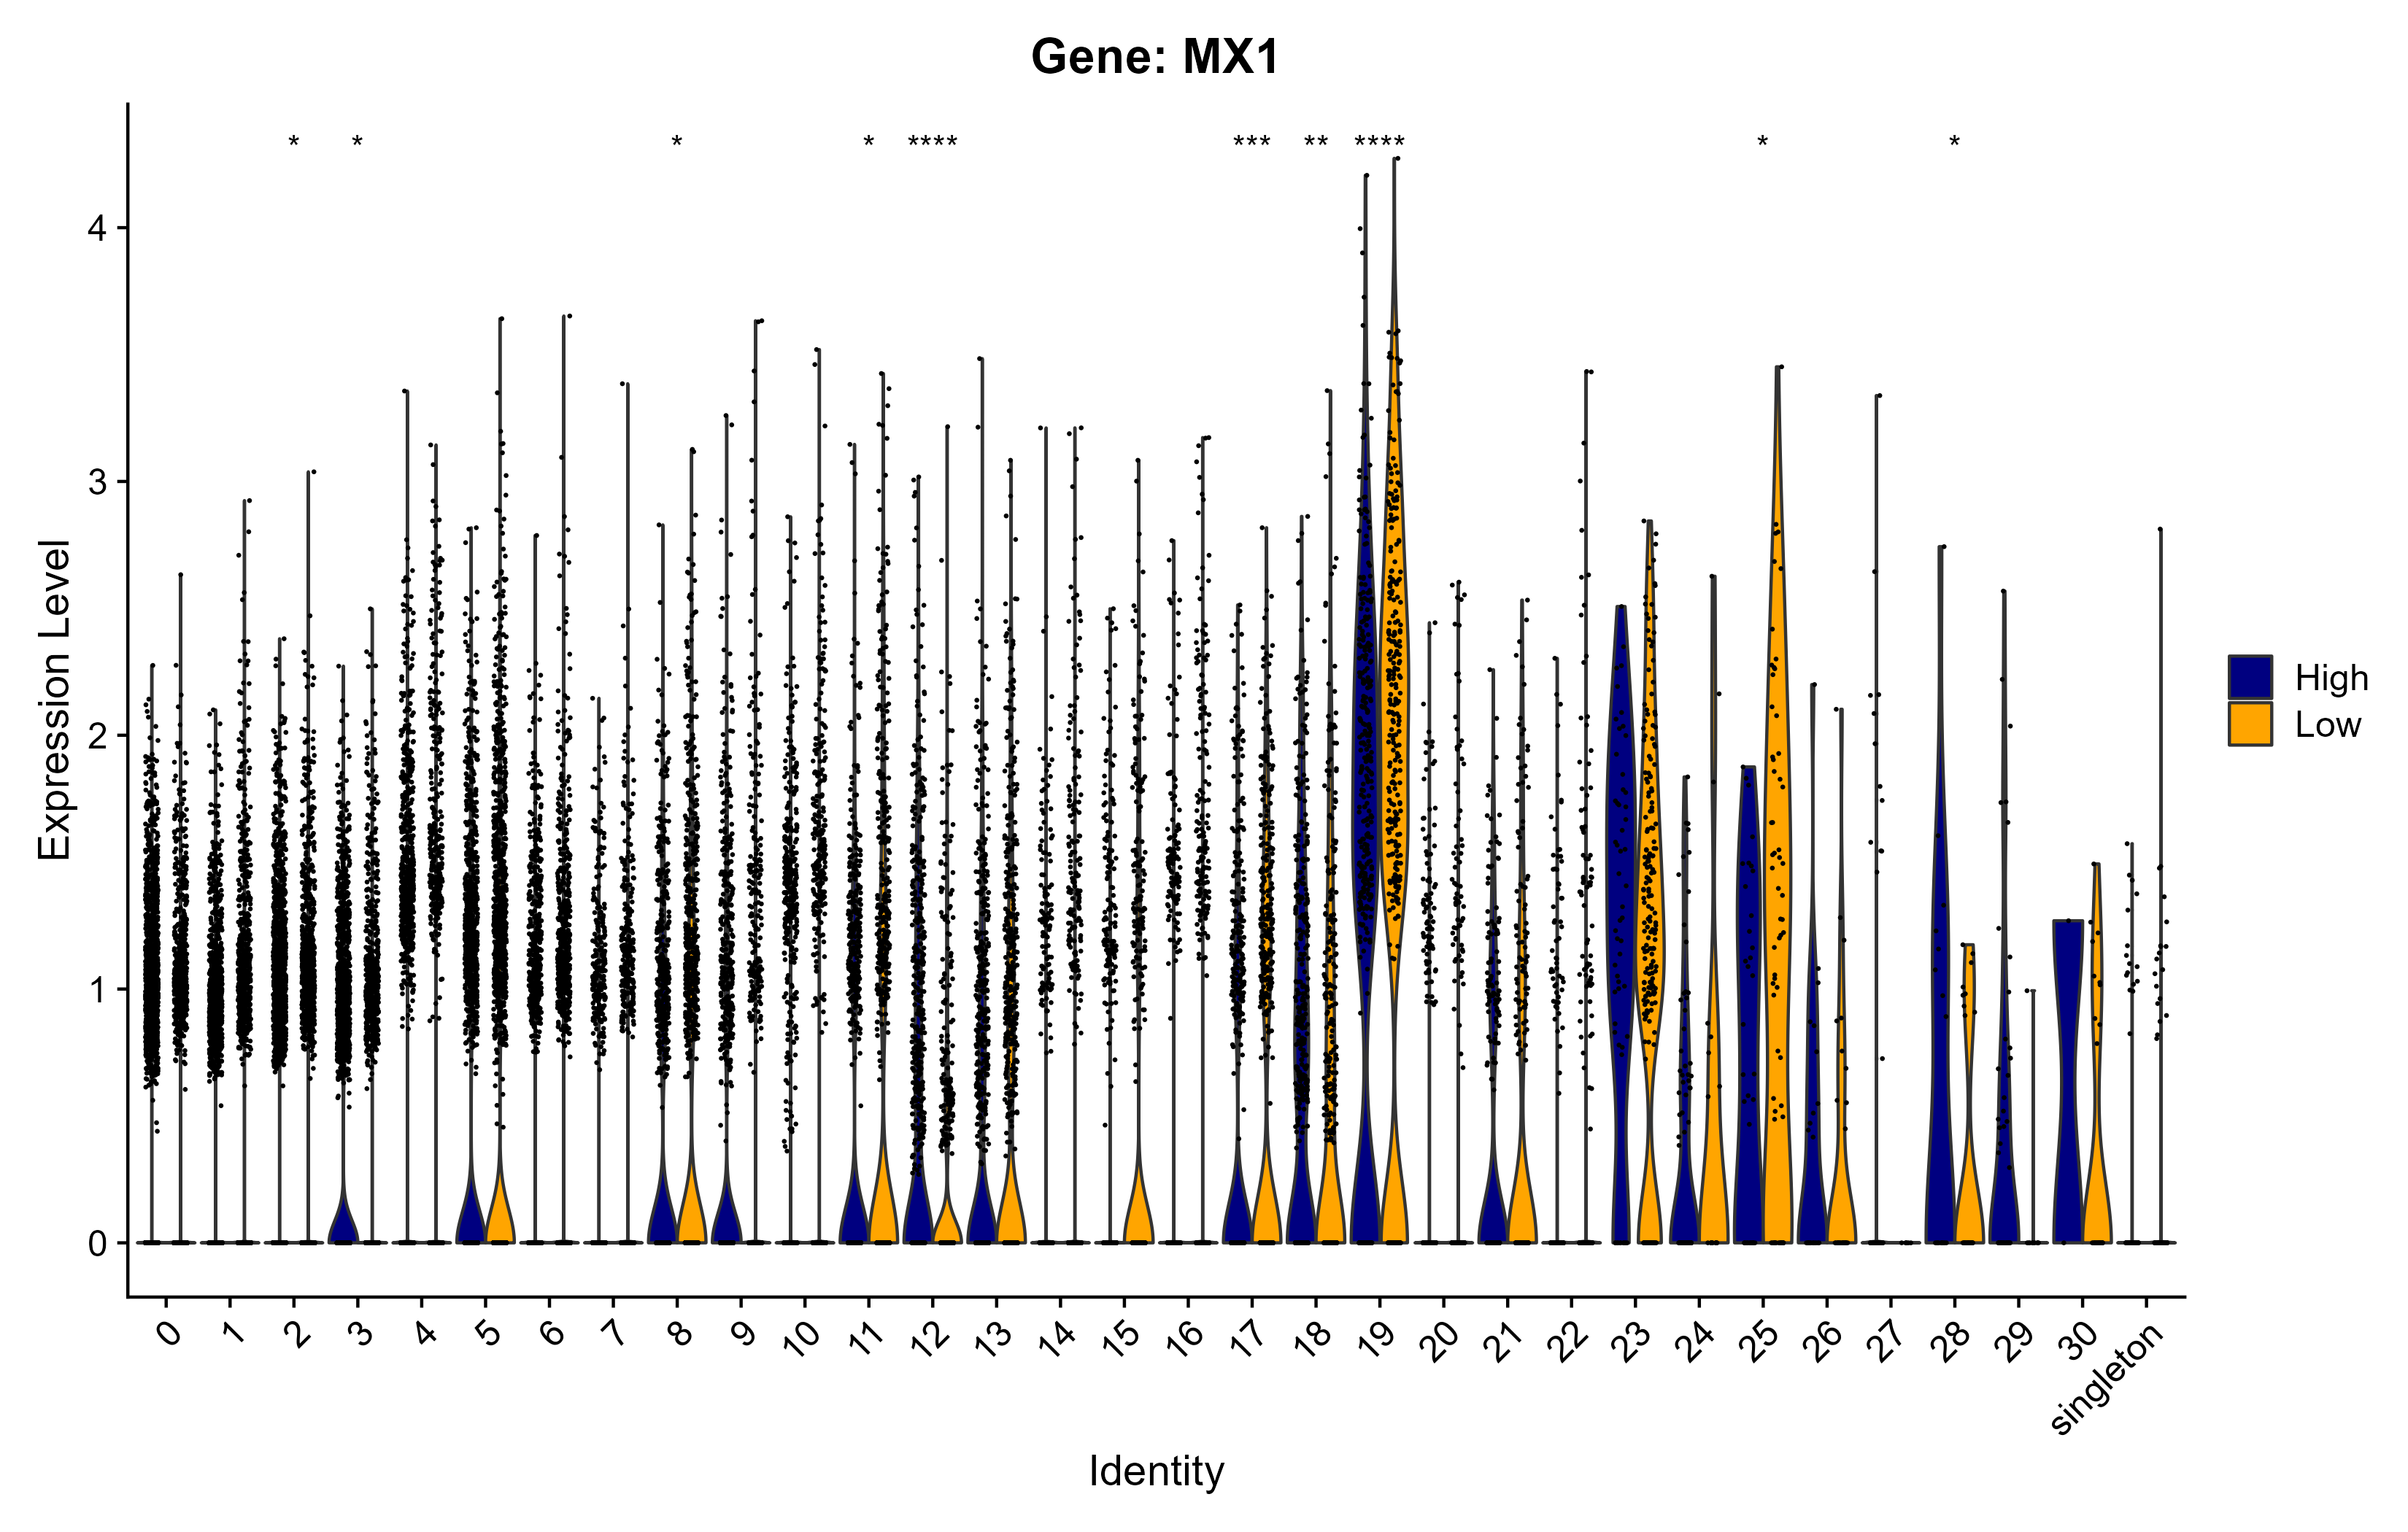 Gene: MX1
* * * * **** *** ** **** * *
Expression Level
4
3
2
1
0
High
Low
0 1 2 3 4 5 6 7 8 9 10 11 12 13 14 15 16 17 18 19 20 21 22 23 24 25 26 27 28 29 30 singleton
Identity